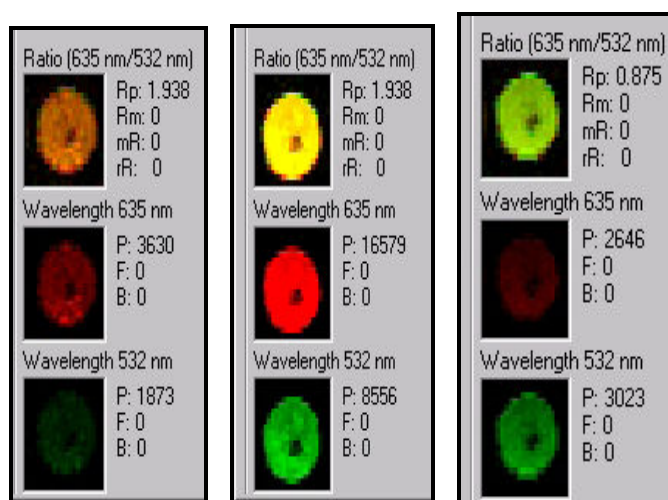 Ratio (635 nm/532 nm)
Rp: 1.938
Rm: 0
mR: 0
rR: 0
Wavelength 635 nm
P: 3630
F: 0
B: 0
Wavelength 532 nm
P: 1873
F: 0
B: 0
Ratio (635 nm/532 nm)
Rp: 1.938
Rm: 0
mR: 0
rR: 0
Wavelength 635 nm
P: 16579
F: 0
B: 0
Wavelength 532 nm
P: 8556
F: 0
B: 0
Ratio (635 nm/532 nm)
Rp: 0.875
Rm: 0
mR: 0
rR: 0
Wavelength 635 nm
P: 2646
F: 0
B: 0
Wavelength 532 nm
P: 3023
F: 0
B: 0